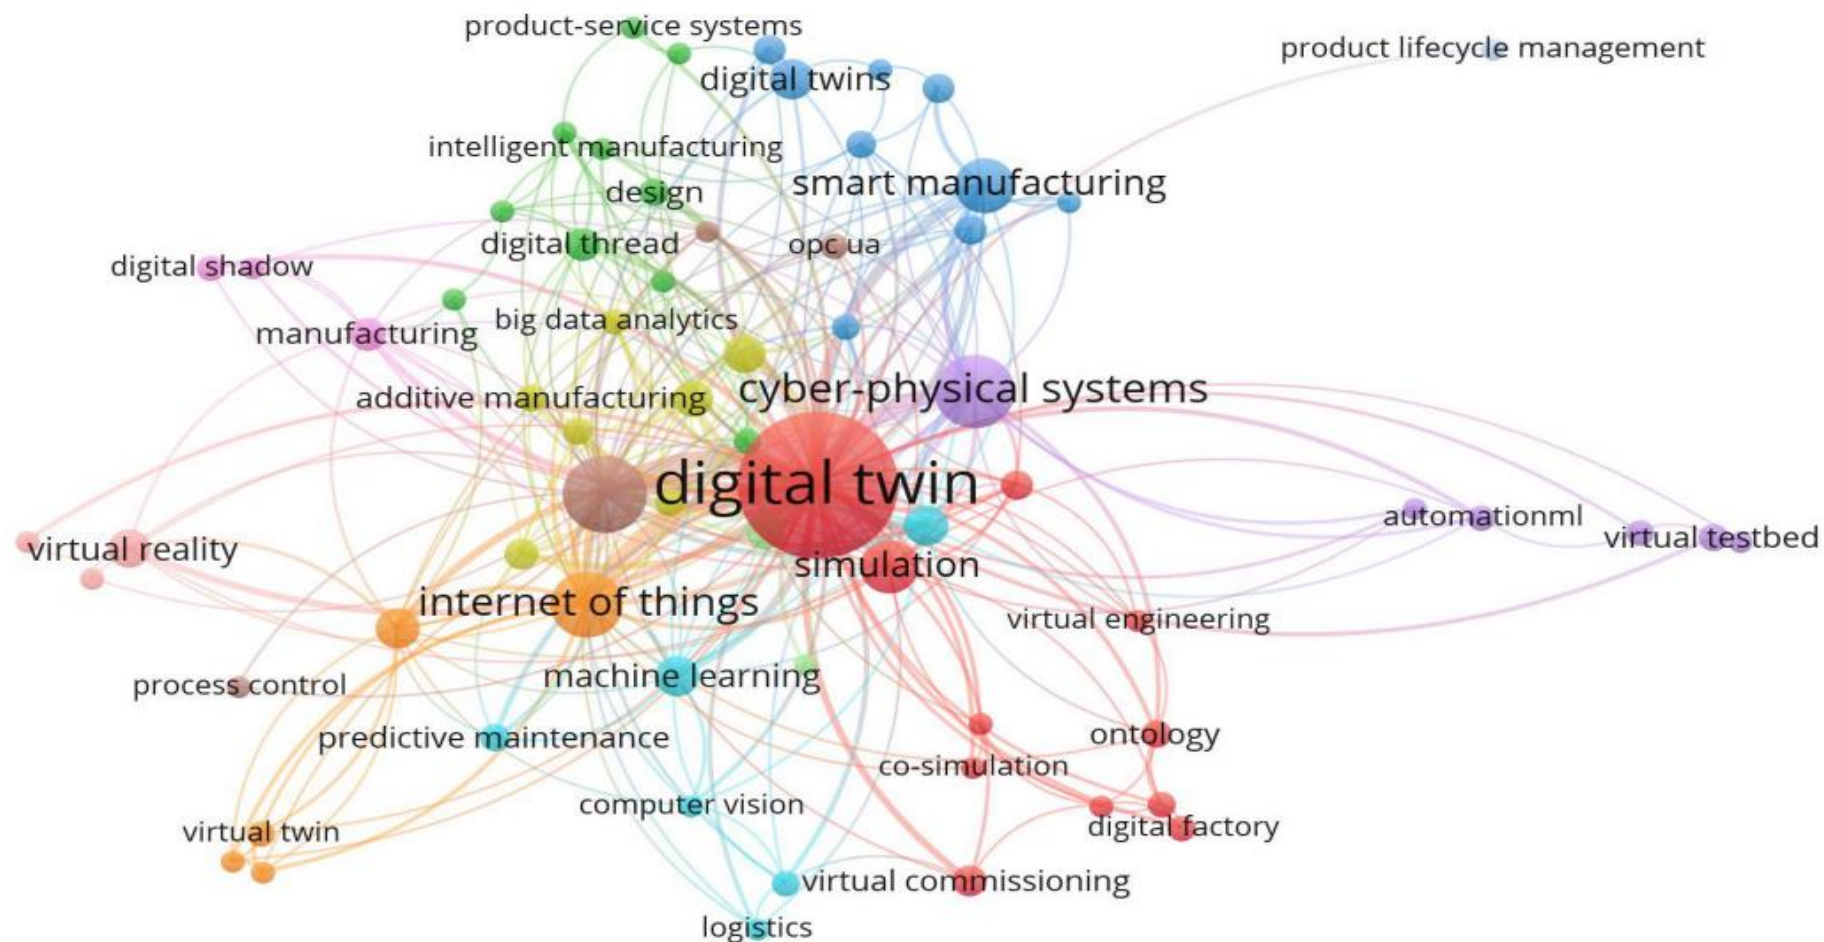 product-service systems
product lifecycle management
digital twins
intelligent manufacturing
smart manufacturing
design
digital thread
opc ua
digital shadow
big data analytics
manufacturing
cyber-physical systems
additive manufacturing
digital twin
automationml
virtual testbed
virtual reality
simulation
internet of things
virtual engineering
machine learning
process control
ontology
predictive maintenance
co-simulation
computer vision
digital factory
virtual twin
virtual commissioning
logistics